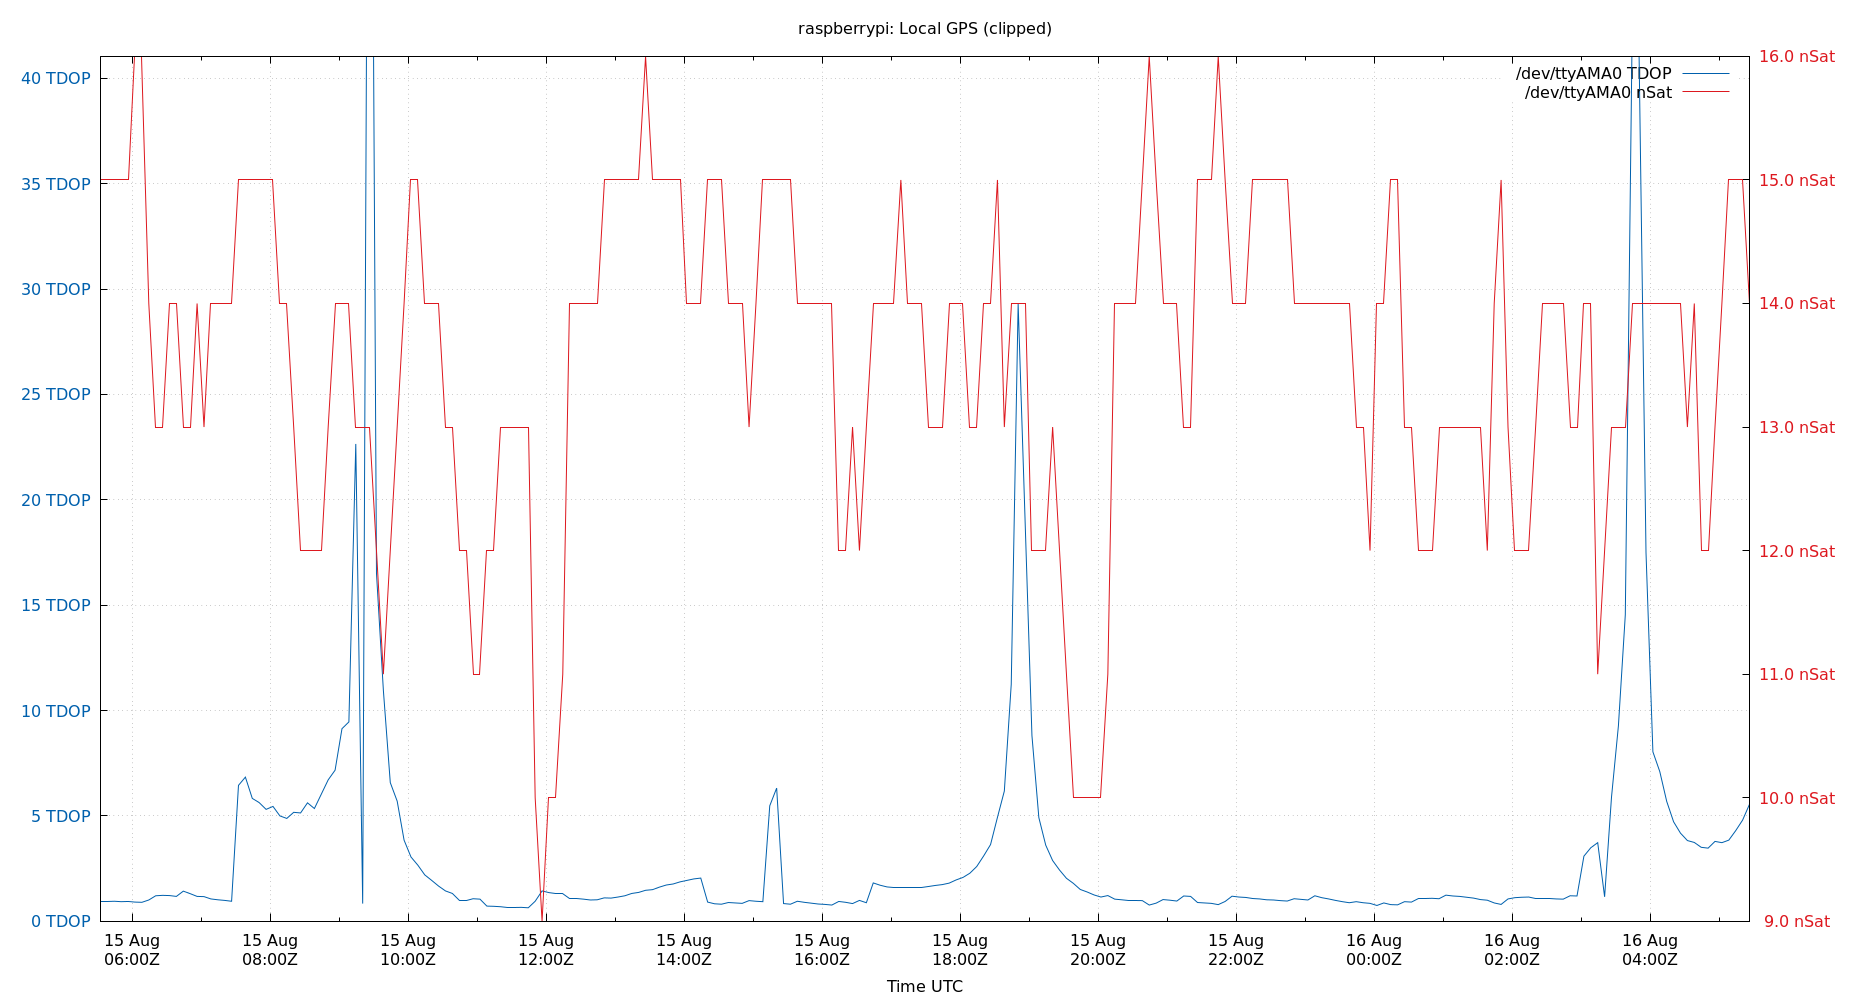 raspberrypi: Local GPS (clipped)
40 TDOP
35 TDOP
30 TDOP
25 TDOP
20 TDOP
15 TDOP
10 TDOP
5 TDOP
0 TDOP
/dev/ttyAMA0 TDOP
/dev/ttyAMA0 nSat
16.0 nSat
15.0 nSat
14.0 nSat
13.0 nSat
12.0 nSat
11.0 nSat
10.0 nSat
9.0 nSat
15 Aug 15 Aug 15 Aug 15 Aug 15 Aug 15 Aug 15 Aug 15 Aug 15 Aug 16 Aug 16 Aug 16 Aug
06:00Z 08:00Z 10:00Z 12:00Z 14:00Z 16:00Z 18:00Z 20:00Z 22:00Z 00:00Z 02:00Z 04:00Z
Time UTC